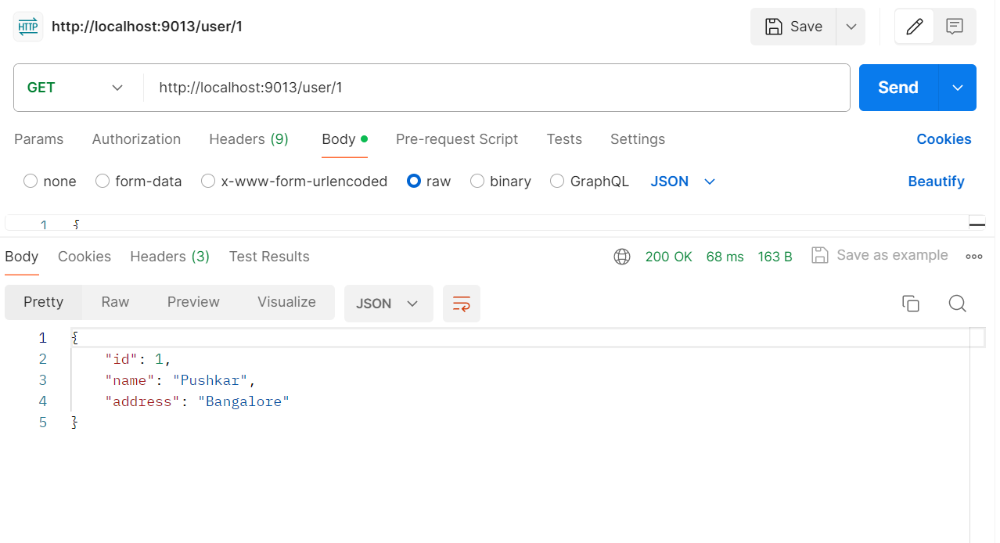 HTTP http://localhost:9013/user/1 Save
GET http://localhost:9013/user/1 Send
Params Authorization Headers (9) Body Pre-request Script Tests Settings Cookies
none form-data x-www-form-urlencoded raw binary GraphQL JSON Beautify
1 {
Body Cookies Headers (3) Test Results 200 OK 68 ms 163 B Save as example
Pretty Raw Preview Visualize JSON
1 {
2 "id": 1,
3 "name": "Pushkar",
4 "address": "Bangalore"
5 }